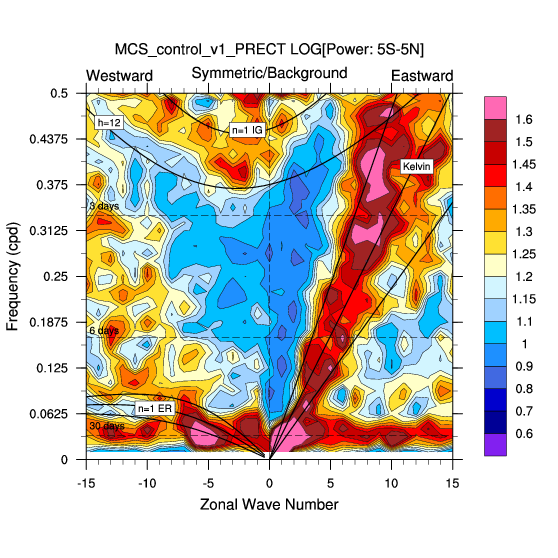 MCS_control_v1_PRECT LOG[Power: 5S-5N]
Westward Symmetric/Background Eastward
0.5
h=12
n=1 IG
0.4375
Kelvin
0.375
3 days
0.3125
Frequency (cpd)
0.25
0.1875
6 days
0.125
n=1 ER
0.0625
30 days
0
-15 -10 -5 0 5 10 15
Zonal Wave Number
1.6
1.5
1.45
1.4
1.35
1.3
1.25
1.2
1.15
1.1
1
0.9
0.8
0.7
0.6